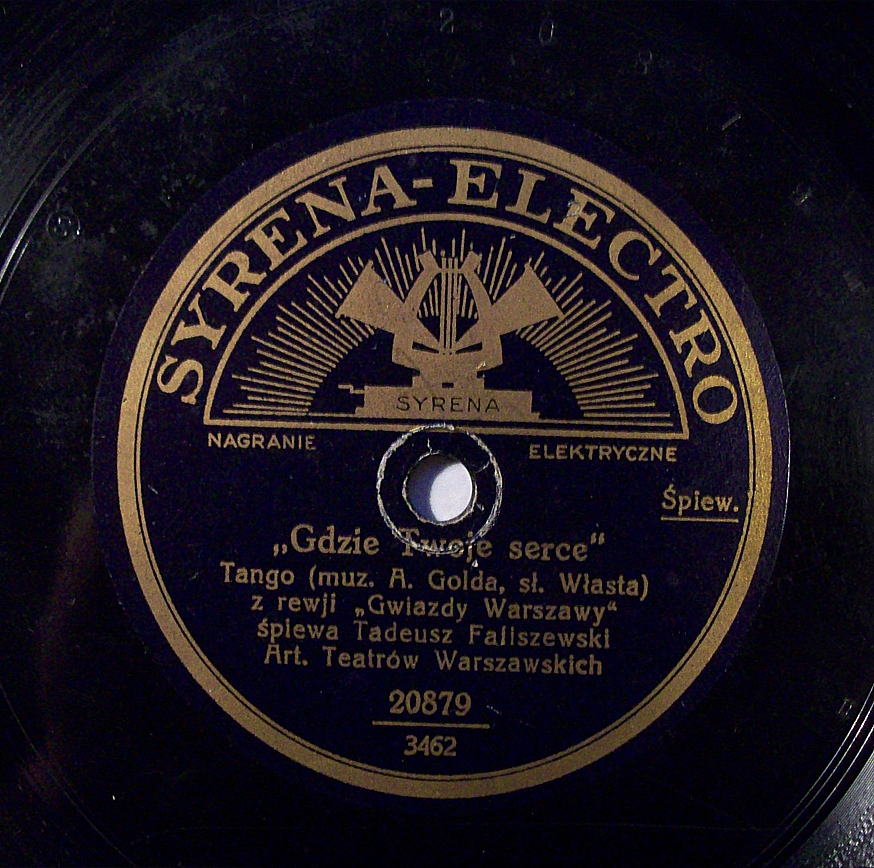 SYRENA-ELECTRO
SYRENA
NAGRANIE ELEKTRYCZNE
Śpiew.
„Gdzie Twoje serce“
Tango (muz. A. Golda, sł. Własta)
z rewji „Gwiazdy Warszawy“
śpiewa Tadeusz Faliszewski
Art. Teatrów Warszawskich
20879
3462